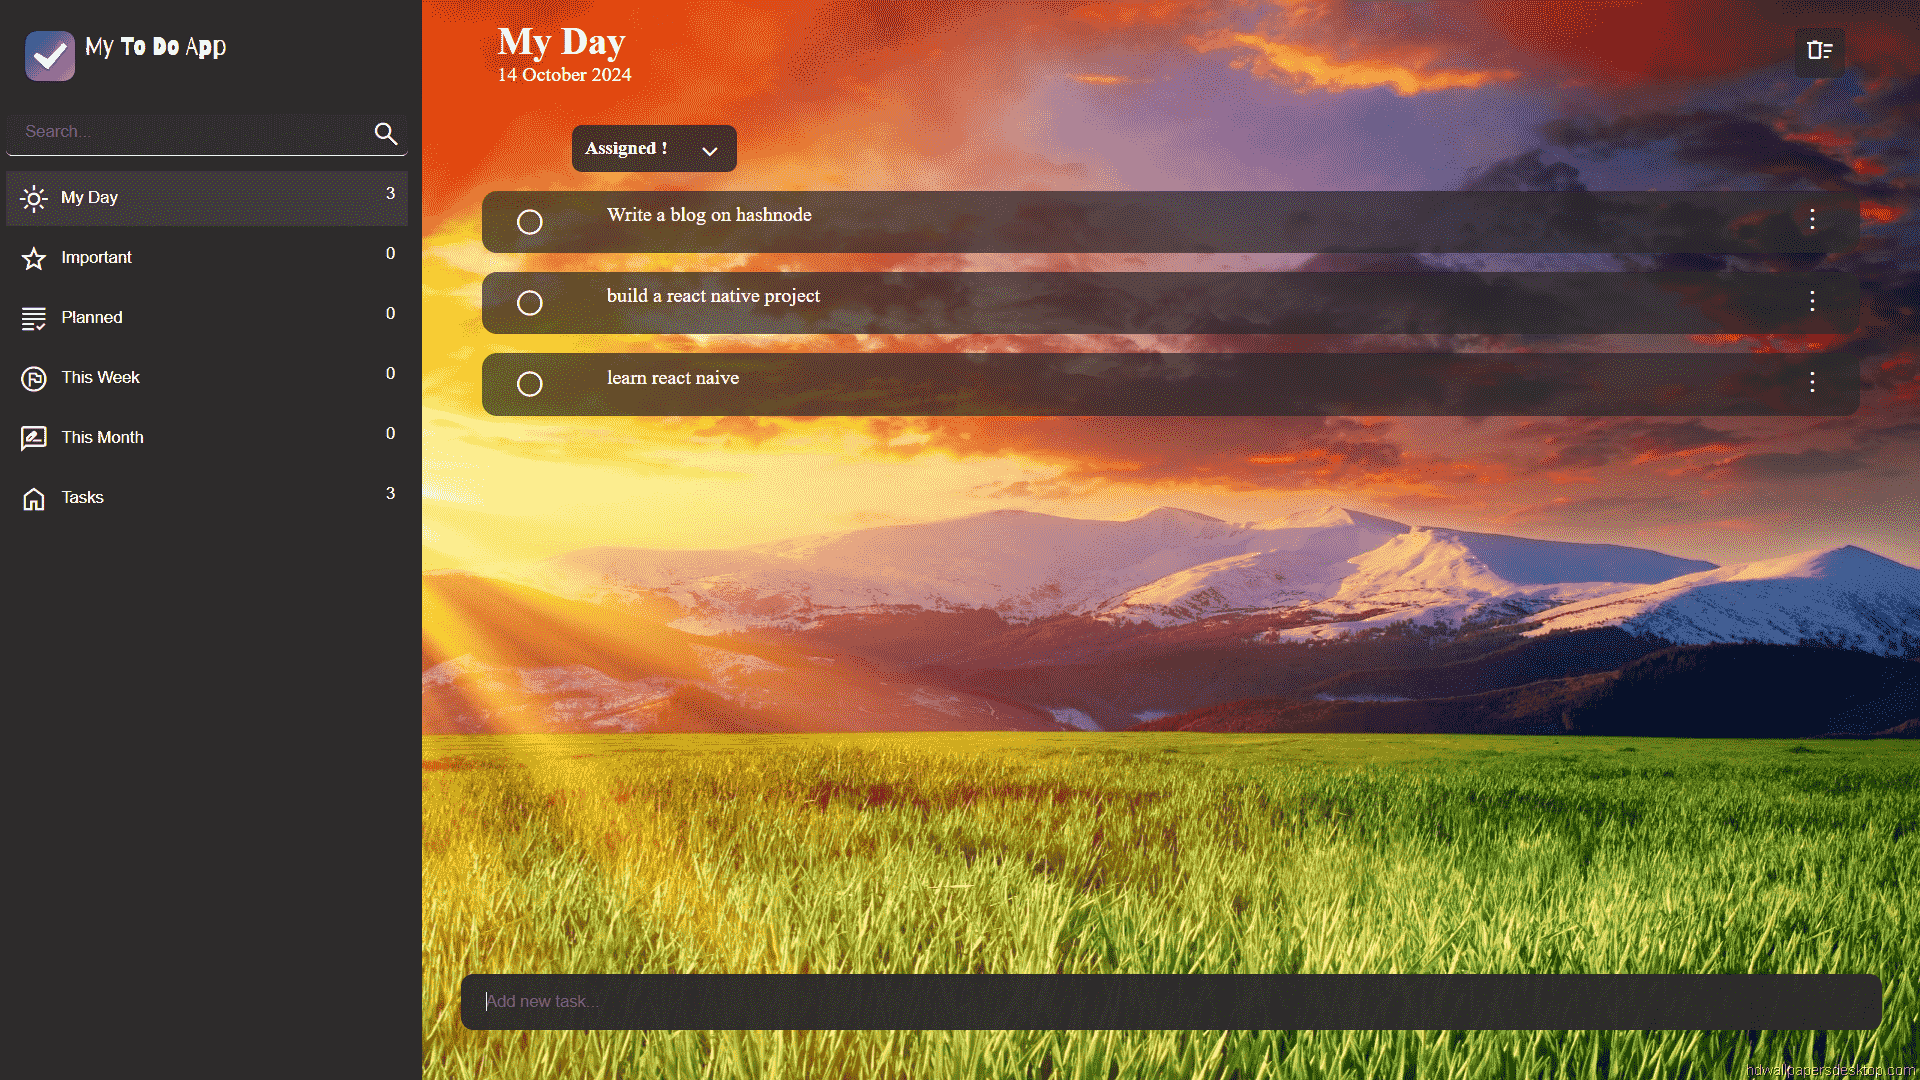 My To Do App
Search...
My Day 3
Important 0
Planned 0
This Week 0
This Month 0
Tasks 3
My Day
14 October 2024
Assigned !
Write a blog on hashnode
build a react native project
learn react naive
Add new task...
hdwallpapersdesktop.com